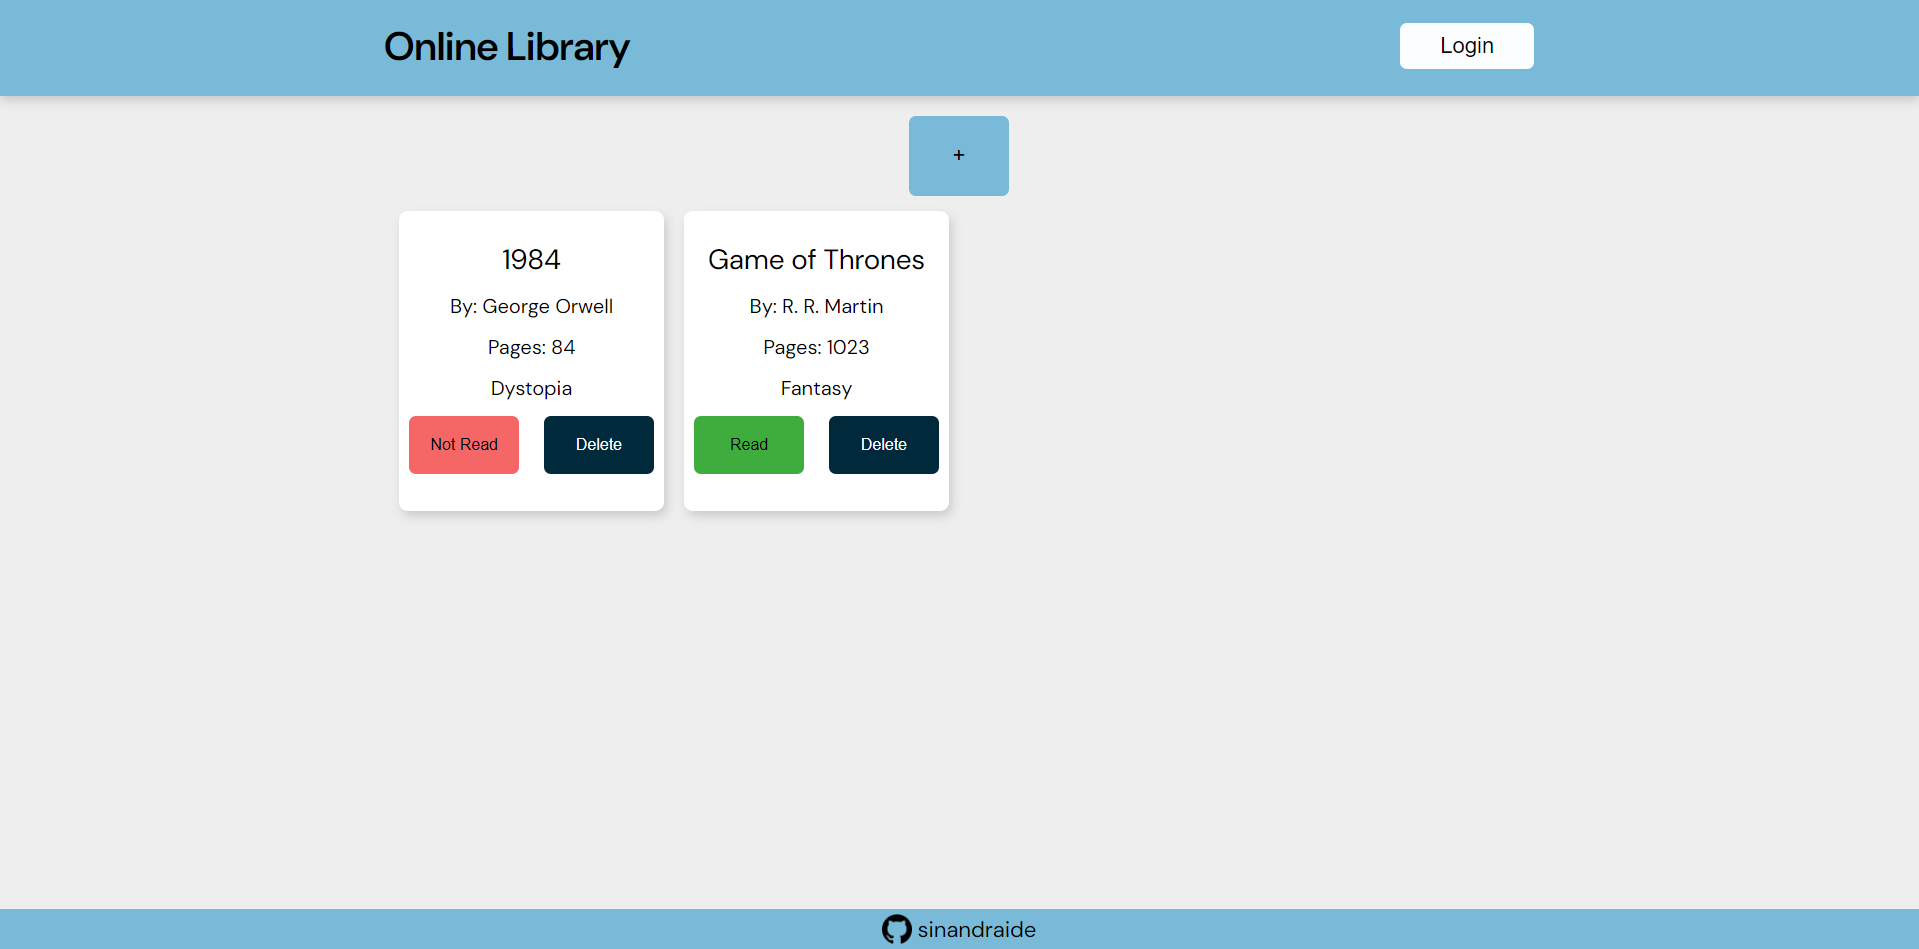 Online Library
Login
+
1984
By: George Orwell
Pages: 84
Dystopia
Not Read
Delete
Game of Thrones
By: R. R. Martin
Pages: 1023
Fantasy
Read
Delete
sinandraide